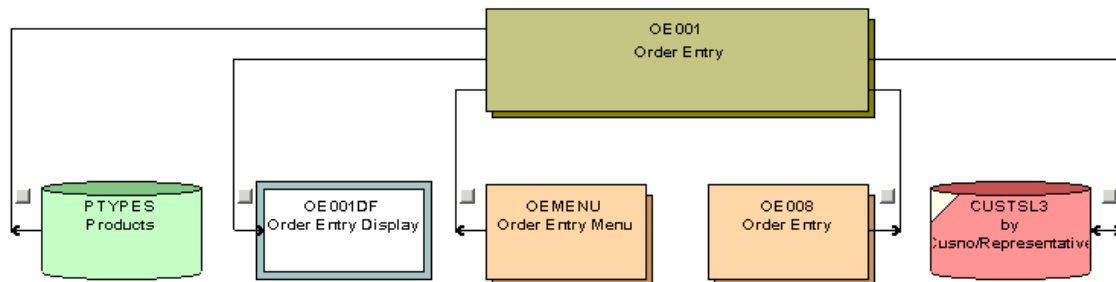 OE001
Order Entry
PTYPES
Products
OE001DF
Order Entry Display
OEMENU
Order Entry Menu
OE008
Order Entry
CUSTSL3
by
Cusno/Representative